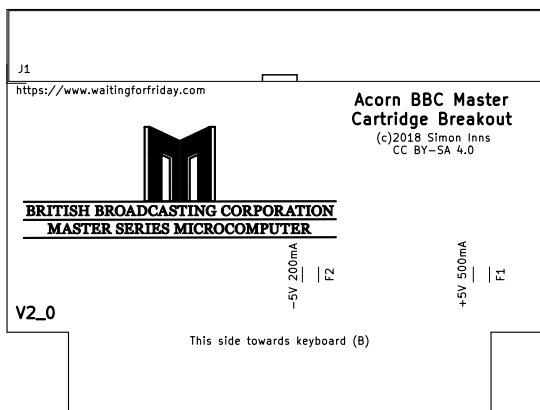 J1
https://www.waitingforfriday.com
Acorn BBC Master
Cartridge Breakout
(c)2018 Simon Inns
CC BY-SA 4.0
BRITISH BROADCASTING CORPORATION
MASTER SERIES MICROCOMPUTER
-5V 200mA
F2
+5V 500mA
F1
V2_0
This side towards keyboard (B)